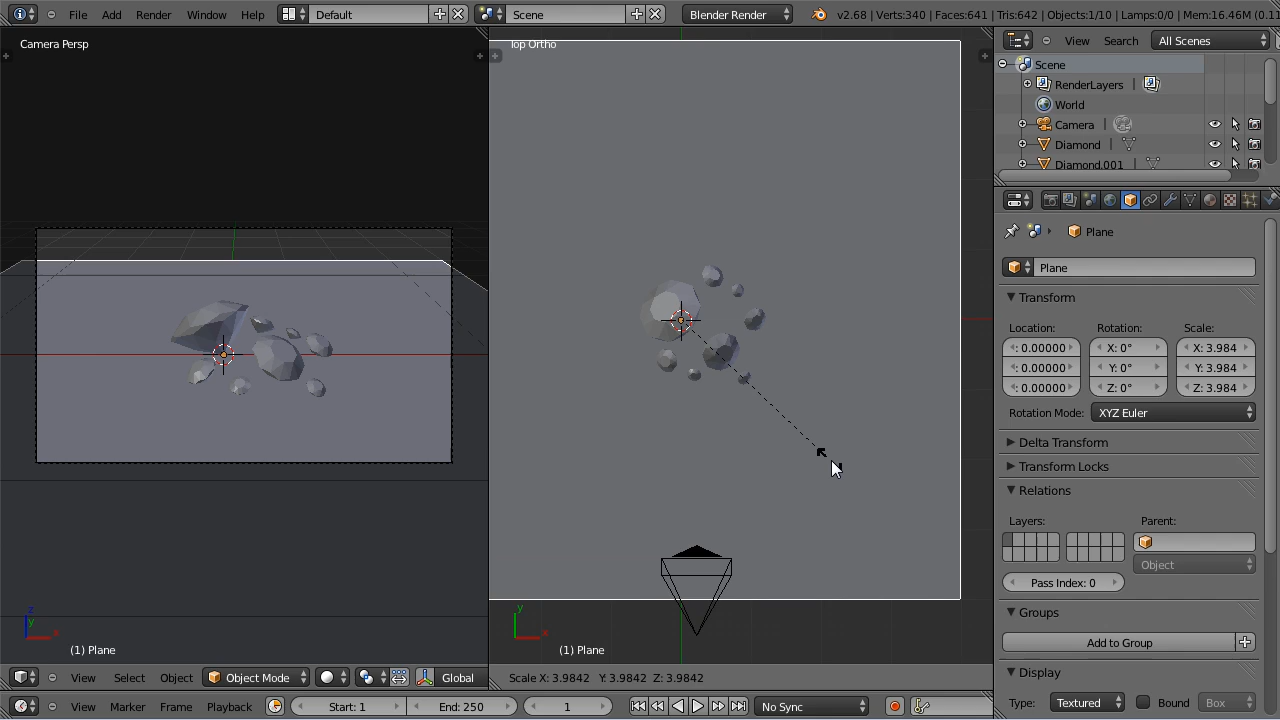 File Add Render Window Help Default Scene Blender Render v2.68 | Verts:340 | Faces:641 | Tris:642 | Objects:1/10 | Lamps:0/0 | Mem:16.46M (0.11
Camera Persp
Top Ortho
View Search All Scenes
Scene
RenderLayers
World
Camera
Diamond
Diamond.001
Plane
Plane
Transform
Location: Rotation: Scale:
: 0.00000 X: 0° X: 3.984
: 0.00000 Y: 0° Y: 3.984
: 0.00000 Z: 0° Z: 3.984
Rotation Mode: XYZ Euler
Delta Transform
Transform Locks
Relations
Layers: Parent:
Object
Pass Index: 0
Groups
Add to Group
Display
Type: Textured Bound Box
z
y
x
(1) Plane
y
x
(1) Plane
View Select Object Object Mode Global
Scale X: 3.9842 Y: 3.9842 Z: 3.9842
View Marker Frame Playback Start: 1 End: 250 1 No Sync